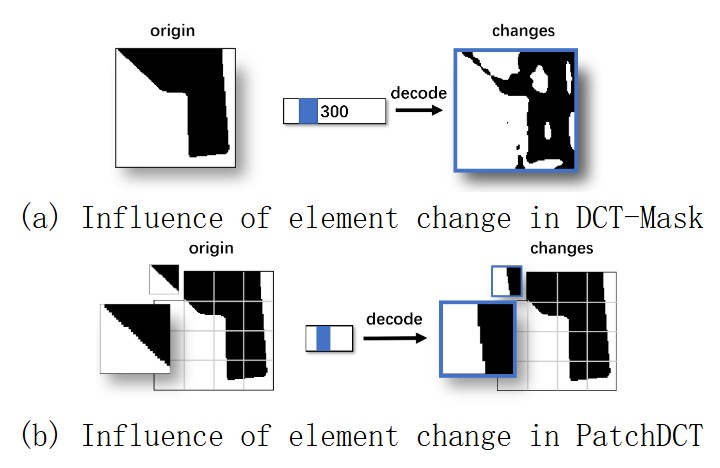 origin
changes
300
decode
(a) Influence of element change in DCT-Mask
origin
changes
decode
(b) Influence of element change in PatchDCT